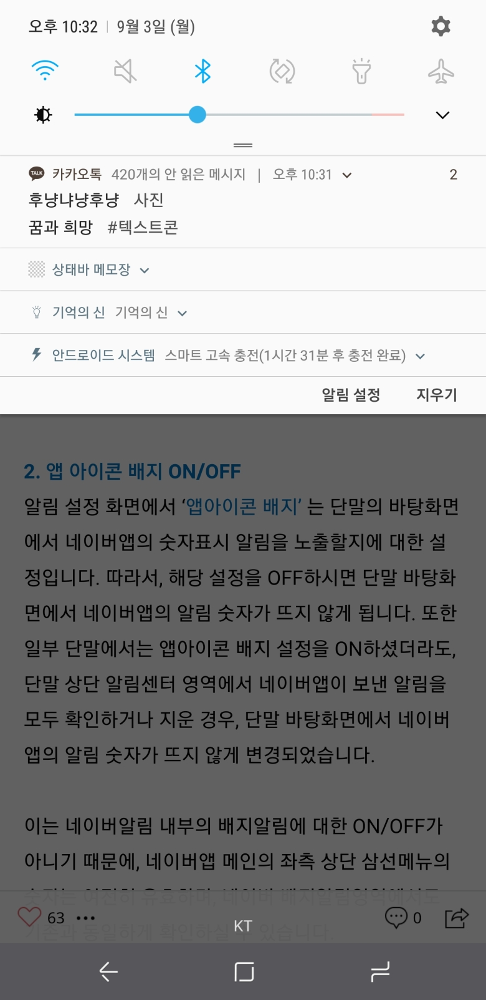 오후 10:32 | 9월 3일 (월)
TALK 카카오톡 420개의 안 읽은 메시지 | 오후 10:31 2
후냥냐냥후냥 사진
꿈과 희망 #텍스트콘
상태바 메모장
기억의 신 기억의 신
안드로이드 시스템 스마트 고속 충전(1시간 31분 후 충전 완료)
알림 설정 지우기
2. 앱 아이콘 배지 ON/OFF
알림 설정 화면에서 ‘앱아이콘 배지’ 는 단말의 바탕화면
에서 네이버앱의 숫자표시 알림을 노출할지에 대한 설
정입니다. 따라서, 해당 설정을 OFF하시면 단말 바탕화
면에서 네이버앱의 알림 숫자가 뜨지 않게 됩니다. 또한
일부 단말에서는 앱아이콘 배지 설정을 ON하셨더라도,
단말 상단 알림센터 영역에서 네이버앱이 보낸 알림을
모두 확인하거나 지운 경우, 단말 바탕화면에서 네이버
앱의 알림 숫자가 뜨지 않게 변경되었습니다.
이는 네이버알림 내부의 배지알림에 대한 ON/OFF가
아니기 때문에, 네이버앱 메인의 좌측 상단 삼선메뉴의
숫자는 여전히 유효하며, 네이버 배지알림영역에서도
63 0
기존과 동일하게 확인하실 수 있습니다.
KT